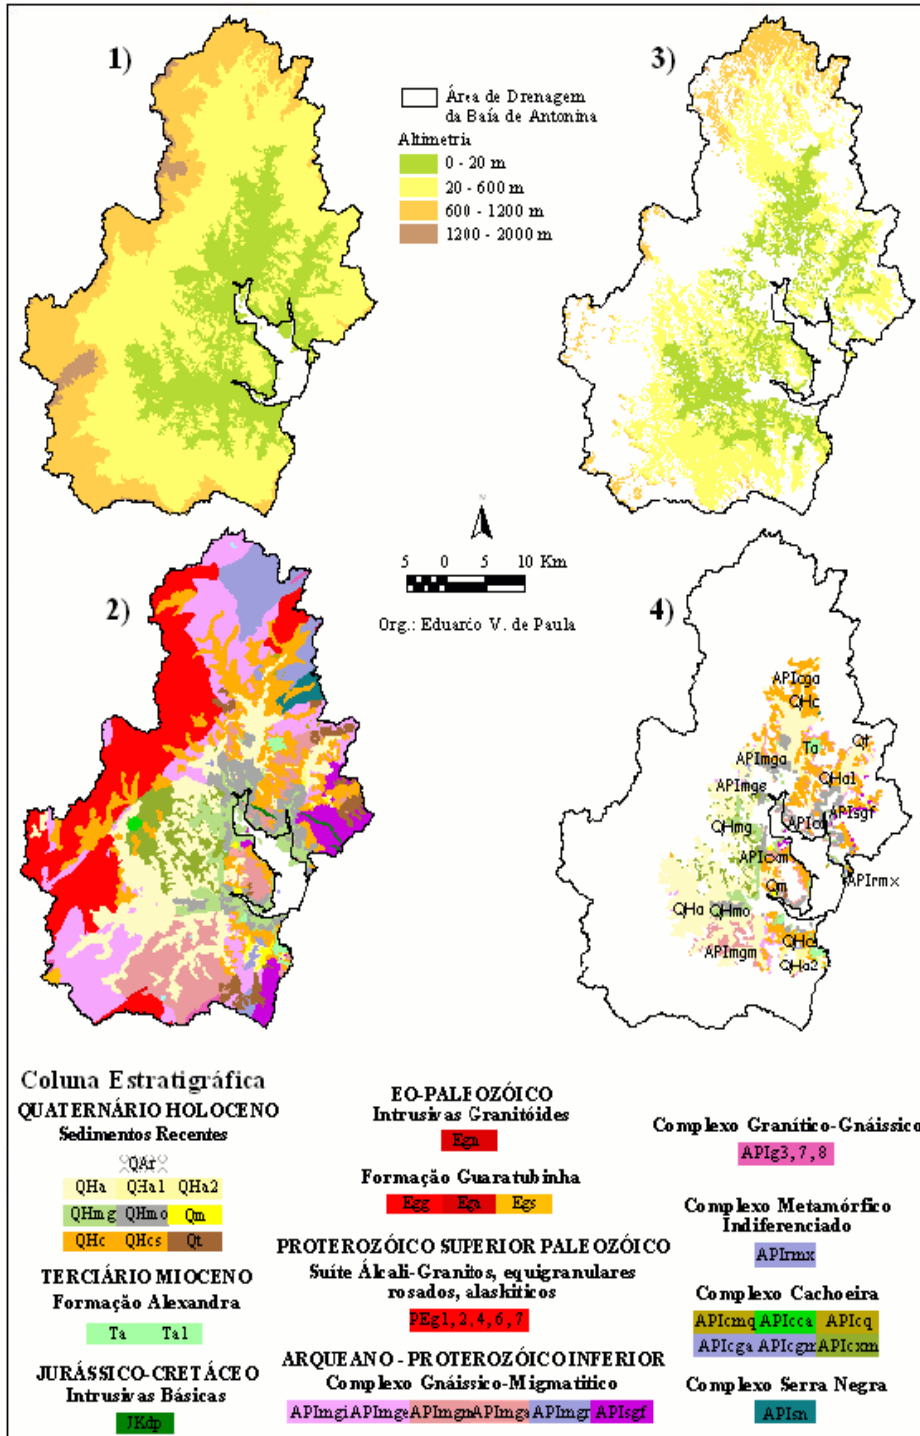 1)
3)
Área de Drenagem
da Baía de Antonina
Altimetria
0 - 20 m
20 - 600 m
600 - 1200 m
1200 - 2000 m
N
5 0 5 10 Km
Org.: Eduardo V. de Paula
2)
4)
APIcga
QHc
Ta
Qt
APImga
QHa1
APImge
APIsgf
QHmg
APIcxm
APIrmx
Qm
QHa
QHmo
APImgm
QHa2
Coluna Estratigráfica
QUATERNÁRIO HOLOCENO
Sedimentos Recentes
QAr
QHa QHa1 QHa2
QHmg QHmo Qm
QHc QHcs Qt
TERCIÁRIO MIOCENO
Formação Alexandra
Ta Ta1
JURÁSSICO-CRETÁCEO
Intrusivas Básicas
JKdp
EO-PALEOZÓICO
Intrusivas Granitóides
Egn
Formação Guaratubinha
Egg Ega Egs
PROTEROZÓICO SUPERIOR PALEOZÓICO
Suíte Álcali-Granitos, equigranulares
rosados, alaskíticos
PEg1,2,4,6,7
ARQUEANO - PROTEROZÓICO INFERIOR
Complexo Gnáissico-Migmatítico
APImgi APImge APImgm APImga APImgr APIsgf
Complexo Granítico-Gnáissico
APIg3,7,8
Complexo Metamórfico
Indiferenciado
APIrmx
Complexo Cachoeira
APIcmq APIcca APIcq
APIcga APIcgm APIcxm
Complexo Serra Negra
APIsn